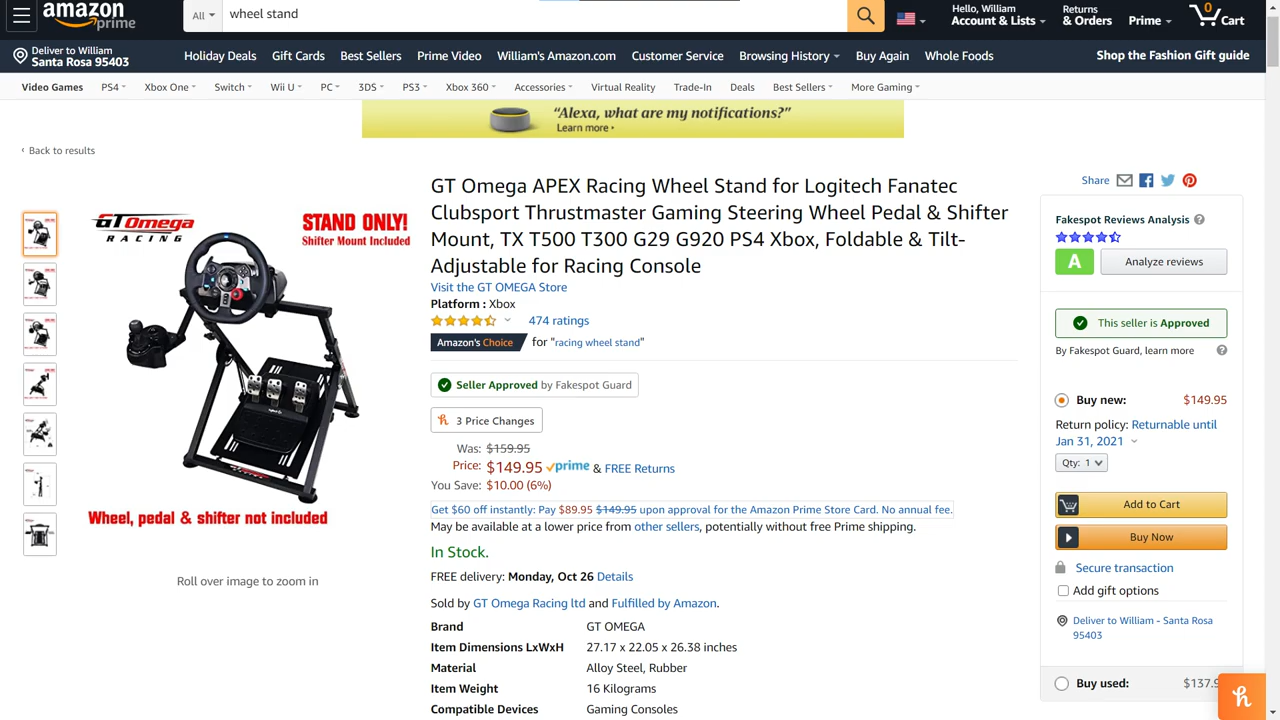 amazon
prime
All
wheel stand
Hello, William
Account & Lists
Returns
& Orders
Prime
0
Cart
Deliver to William
Santa Rosa 95403
Holiday Deals
Gift Cards
Best Sellers
Prime Video
William's Amazon.com
Customer Service
Browsing History
Buy Again
Whole Foods
Shop the Fashion Gift guide
Video Games
PS4
Xbox One
Switch
Wii U
PC
3DS
PS3
Xbox 360
Accessories
Virtual Reality
Trade-In
Deals
Best Sellers
More Gaming
“Alexa, what are my notifications?”
Learn more
‹ Back to results
GT Omega
RACING
STAND ONLY!
Shifter Mount Included
Wheel, pedal & shifter not included
Roll over image to zoom in
GT Omega APEX Racing Wheel Stand for Logitech Fanatec
Clubsport Thrustmaster Gaming Steering Wheel Pedal & Shifter
Mount, TX T500 T300 G29 G920 PS4 Xbox, Foldable & Tilt-
Adjustable for Racing Console
Visit the GT OMEGA Store
Platform : Xbox
474 ratings
Amazon's Choice for "racing wheel stand"
Seller Approved by Fakespot Guard
3 Price Changes
Was: $159.95
Price: $149.95 prime & FREE Returns
You Save: $10.00 (6%)
Get $60 off instantly: Pay $89.95 $149.95 upon approval for the Amazon Prime Store Card. No annual fee.
May be available at a lower price from other sellers, potentially without free Prime shipping.
In Stock.
FREE delivery: Monday, Oct 26 Details
Sold by GT Omega Racing ltd and Fulfilled by Amazon.
Brand GT OMEGA
Item Dimensions LxWxH 27.17 x 22.05 x 26.38 inches
Material Alloy Steel, Rubber
Item Weight 16 Kilograms
Compatible Devices Gaming Consoles
Share
Fakespot Reviews Analysis
A
Analyze reviews
This seller is Approved
By Fakespot Guard, learn more
Buy new: $149.95
Return policy: Returnable until
Jan 31, 2021
Qty: 1
Add to Cart
Buy Now
Secure transaction
Add gift options
Deliver to William - Santa Rosa
95403
Buy used: